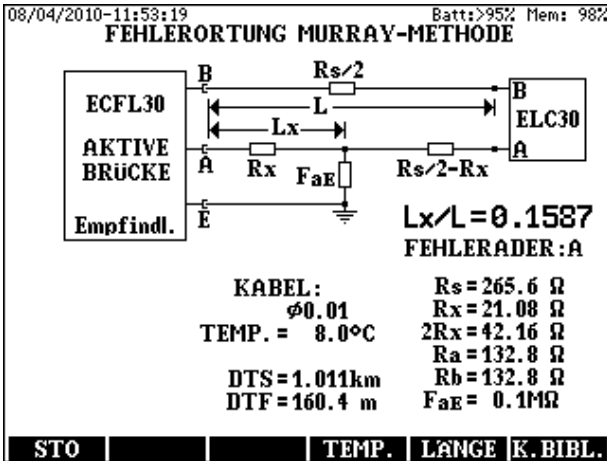 08/04/2010-11:53:19 Batt:>95% Mem: 98%
FEHLERORTUNG MURRAY-METHODE
B Rs/2
L B
ECFL30 ELC30
Lx
AKTIVE A
BRÜCKE A Rx FaE Rs/2-Rx
Empfindl. E
Lx/L=0.1587
FEHLERADER:A
KABEL: Rs=265.6 Ω
ø0.01 Rx=21.08 Ω
TEMP.= 8.0°C 2Rx=42.16 Ω
Ra=132.8 Ω
DTS=1.011km Rb=132.8 Ω
DTF=160.4 m FaE= 0.1MΩ
STO TEMP. LÄNGE K.BIBL.